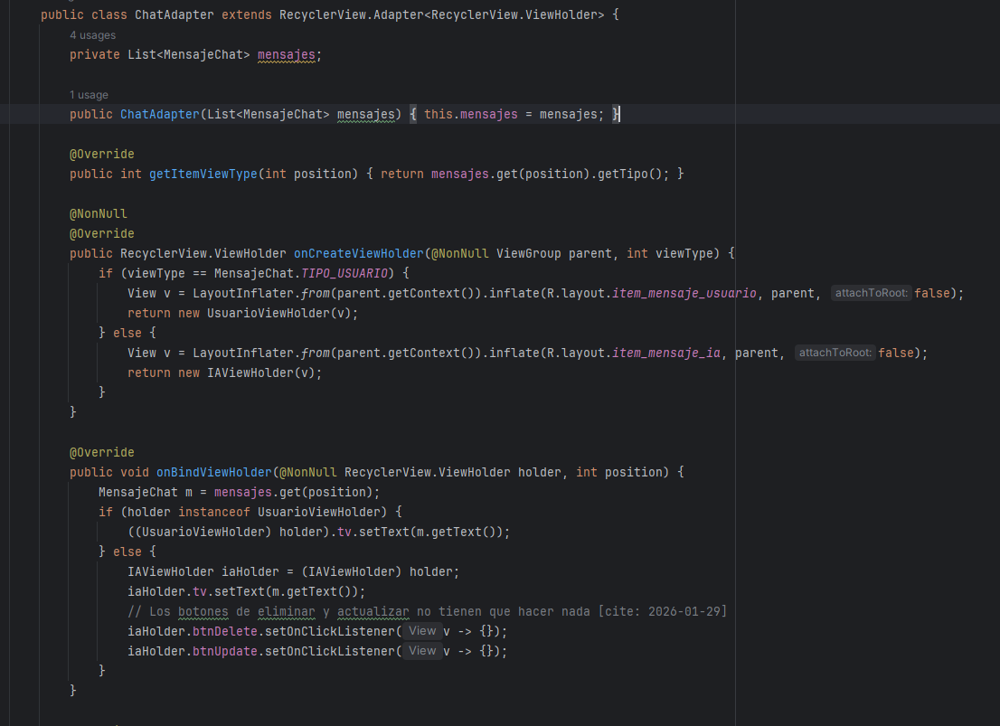 public class ChatAdapter extends RecyclerView.Adapter<RecyclerView.ViewHolder> {
4 usages
private List<MensajeChat> mensajes;
1 usage
public ChatAdapter(List<MensajeChat> mensajes) { this.mensajes = mensajes; }
@Override
public int getItemViewType(int position) { return mensajes.get(position).getTipo(); }
@NonNull
@Override
public RecyclerView.ViewHolder onCreateViewHolder(@NonNull ViewGroup parent, int viewType) {
if (viewType == MensajeChat.TIPO_USUARIO) {
View v = LayoutInflater.from(parent.getContext()).inflate(R.layout.item_mensaje_usuario, parent, attachToRoot: false);
return new UsuarioViewHolder(v);
} else {
View v = LayoutInflater.from(parent.getContext()).inflate(R.layout.item_mensaje_ia, parent, attachToRoot: false);
return new IAViewHolder(v);
}
}
@Override
public void onBindViewHolder(@NonNull RecyclerView.ViewHolder holder, int position) {
MensajeChat m = mensajes.get(position);
if (holder instanceof UsuarioViewHolder) {
((UsuarioViewHolder) holder).tv.setText(m.getText());
} else {
IAViewHolder iaHolder = (IAViewHolder) holder;
iaHolder.tv.setText(m.getText());
// Los botones de eliminar y actualizar no tienen que hacer nada [cite: 2026-01-29]
iaHolder.btnDelete.setOnClickListener( View v -> {});
iaHolder.btnUpdate.setOnClickListener( View v -> {});
}
}